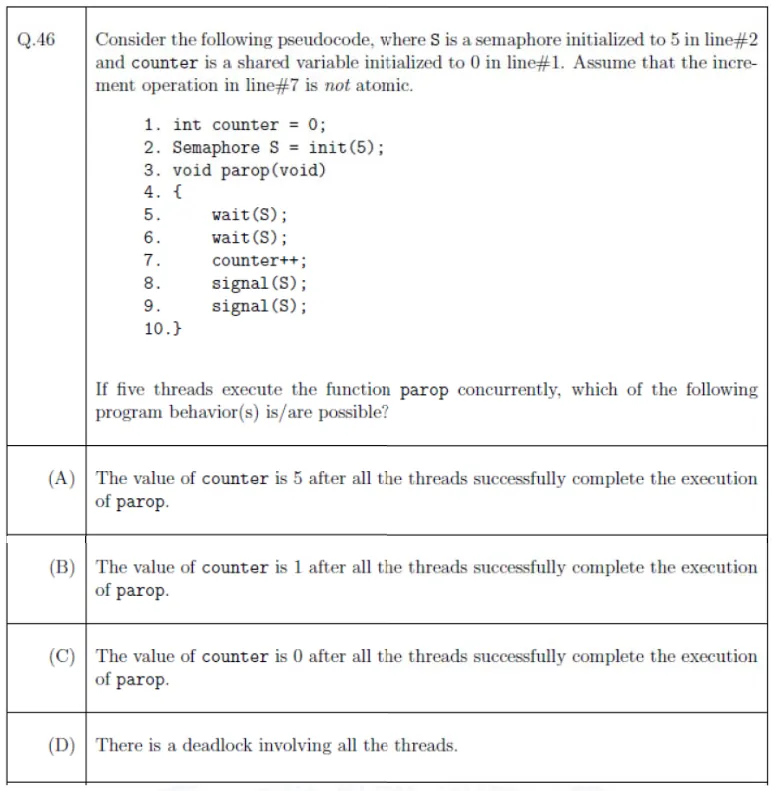 Q.46 Consider the following pseudocode, where S is a semaphore initialized to 5 in line#2
and counter is a shared variable initialized to 0 in line#1. Assume that the incre-
ment operation in line#7 is not atomic.
1. int counter = 0;
2. Semaphore S = init(5);
3. void parop(void)
4. {
5. wait(S);
6. wait(S);
7. counter++;
8. signal(S);
9. signal(S);
10.}
If five threads execute the function parop concurrently, which of the following
program behavior(s) is/are possible?
(A) The value of counter is 5 after all the threads successfully complete the execution
of parop.
(B) The value of counter is 1 after all the threads successfully complete the execution
of parop.
(C) The value of counter is 0 after all the threads successfully complete the execution
of parop.
(D) There is a deadlock involving all the threads.